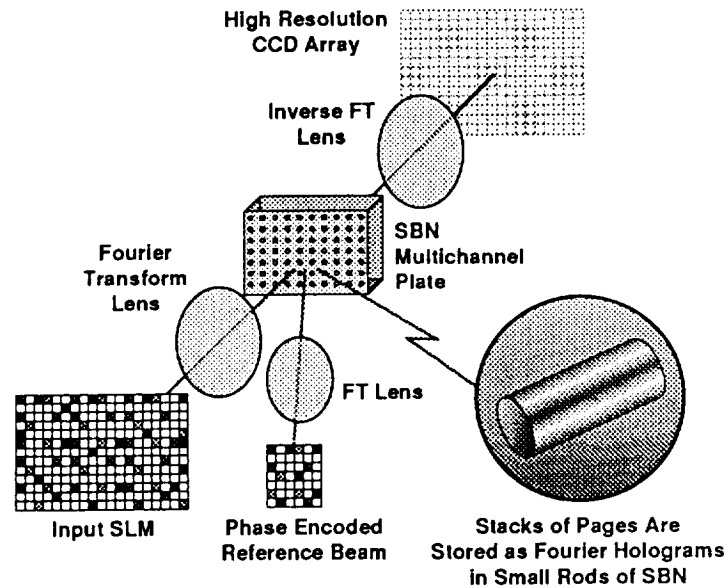 High Resolution
CCD Array
Inverse FT
Lens
SBN
Multichannel
Plate
Fourier
Transform
Lens
FT Lens
Input SLM
Phase Encoded
Reference Beam
Stacks of Pages Are
Stored as Fourier Holograms
in Small Rods of SBN